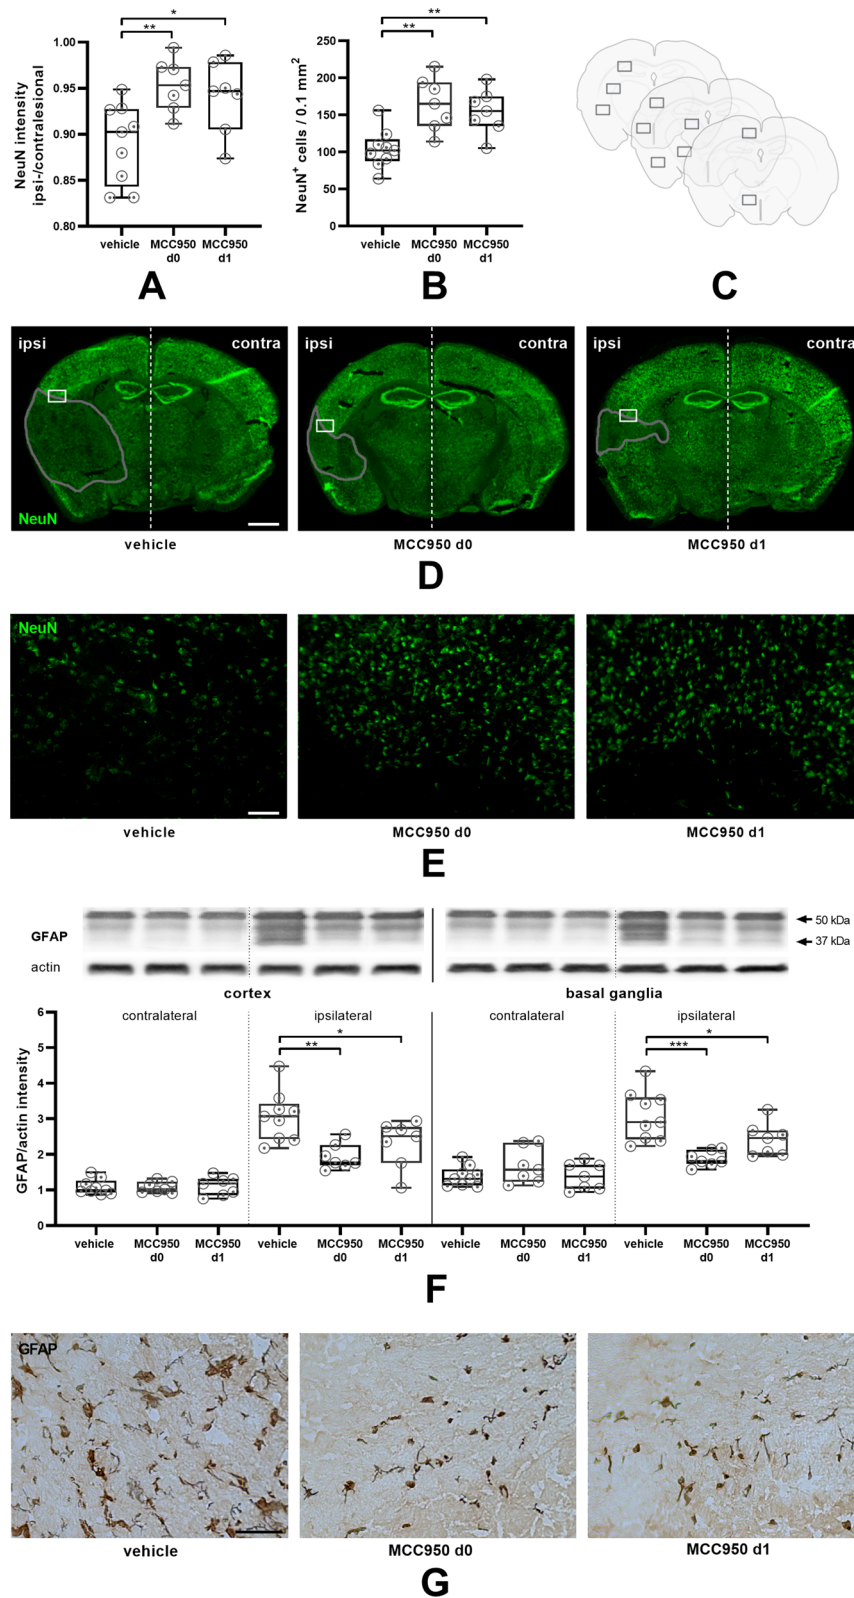 NeuN intensity
ipsi-/contralesional
1.00
0.95
0.90
0.85
0.80
*
**
vehicle
MCC950
d0
MCC950
d1
A
NeuN+ cells / 0.1 mm2
250
200
150
100
50
0
**
**
vehicle
MCC950
d0
MCC950
d1
B
C
ipsi
contra
NeuN
ipsi
contra
ipsi
contra
vehicle
MCC950 d0
MCC950 d1
D
NeuN
vehicle
MCC950 d0
MCC950 d1
E
GFAP
50 kDa
37 kDa
actin
cortex
basal ganglia
GFAP/actin intensity
6
5
4
3
2
1
0
contralateral
ipsilateral
contralateral
ipsilateral
*
**
*
***
vehicle
MCC950
d0
MCC950
d1
vehicle
MCC950
d0
MCC950
d1
vehicle
MCC950
d0
MCC950
d1
vehicle
MCC950
d0
MCC950
d1
F
GFAP
vehicle
MCC950 d0
MCC950 d1
G